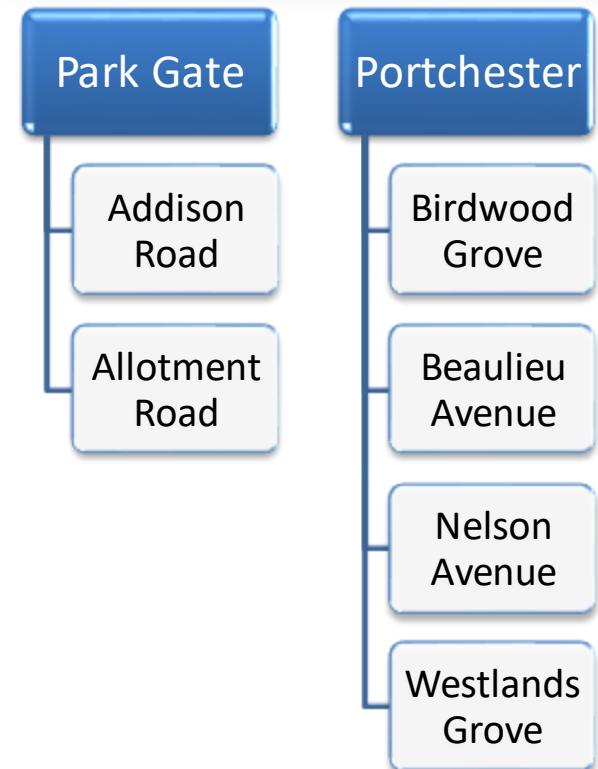 Park Gate
Addison
Road
Allotment
Road
Portchester
Birdwood
Grove
Beaulieu
Avenue
Nelson
Avenue
Westlands
Grove